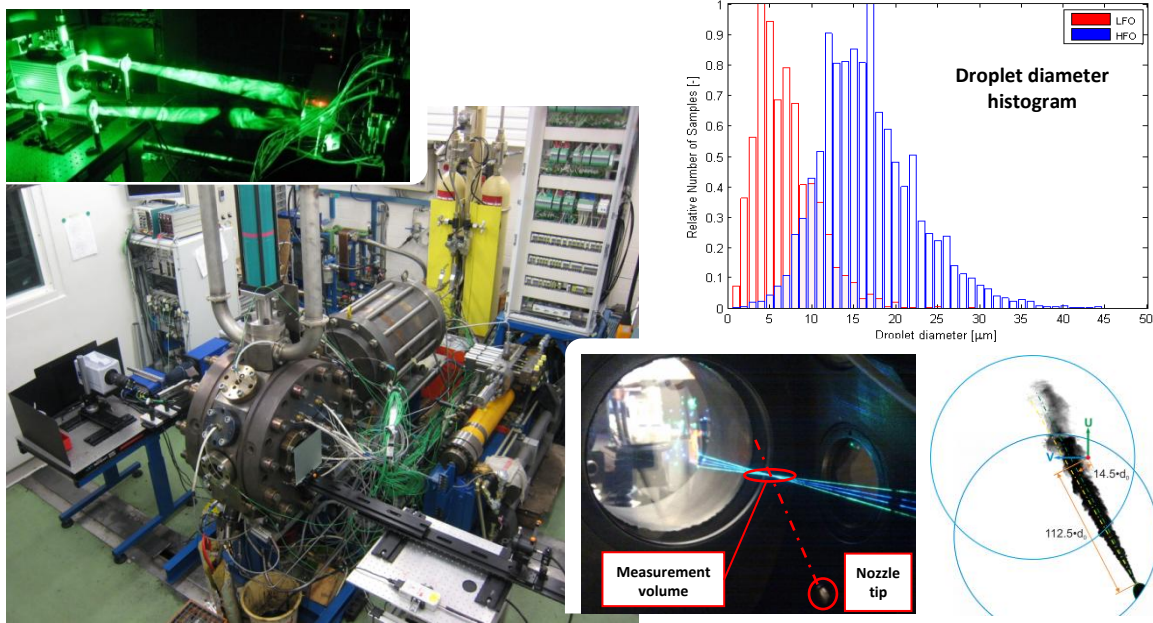 1
0.9
0.8
0.7
0.6
0.5
0.4
0.3
0.2
0.1
0
Relative Number of Samples [-]
LFO
HFO
Droplet diameter
histogram
0 5 10 15 20 25 30 35 40 45 50
Droplet diameter [µm]
U
V
14.5•d₀
112.5•d₀
Measurement
volume
Nozzle
tip